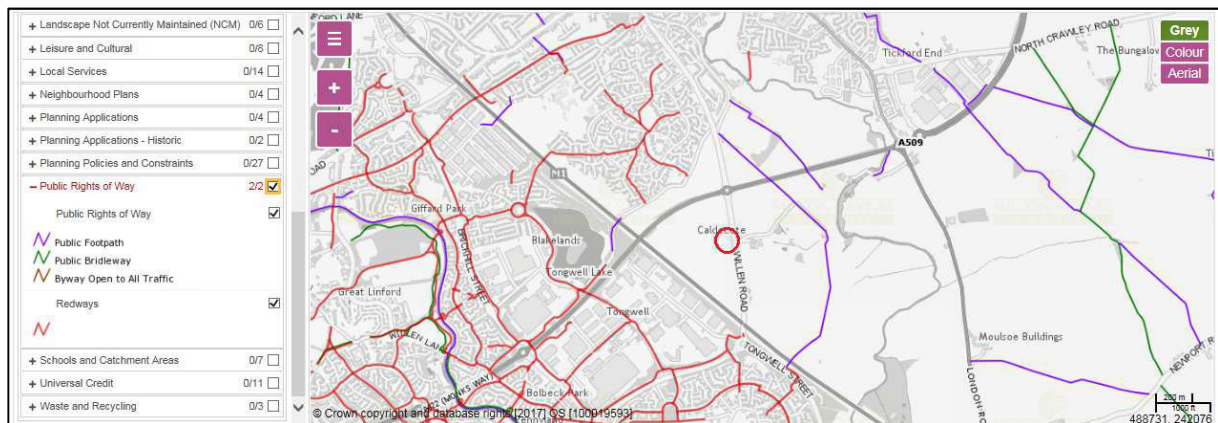 + Landscape Not Currently Maintained (NCM) 0/6
+ Leisure and Cultural 0/8
+ Local Services 0/14
+ Neighbourhood Plans 0/4
+ Planning Applications 0/4
+ Planning Applications - Historic 0/2
+ Planning Policies and Constraints 0/27
− Public Rights of Way 2/2
Public Rights of Way
Public Footpath
Public Bridleway
Byway Open to All Traffic
Redways
+ Schools and Catchment Areas 0/7
+ Universal Credit 0/11
+ Waste and Recycling 0/3
+
-
Grey
Colour
Aerial
Tickford End
NORTH CRAWLEY ROAD
The Bungalow
A509
M1
Giffard Park
Caldecote
Blakelands
BRICKHILL STREET
Tongwell Lake
WILLEN ROAD
Great Linford
Tongwell
Moulsoe Buildings
WILLEN LANE
TONGWELL STREET
(MONKS WAY)
Bolbeck Park
LONDON RO
NEWPORT R
200 m
1000 ft
© Crown copyright and database rights [2017] OS [100019593]
488731, 242076